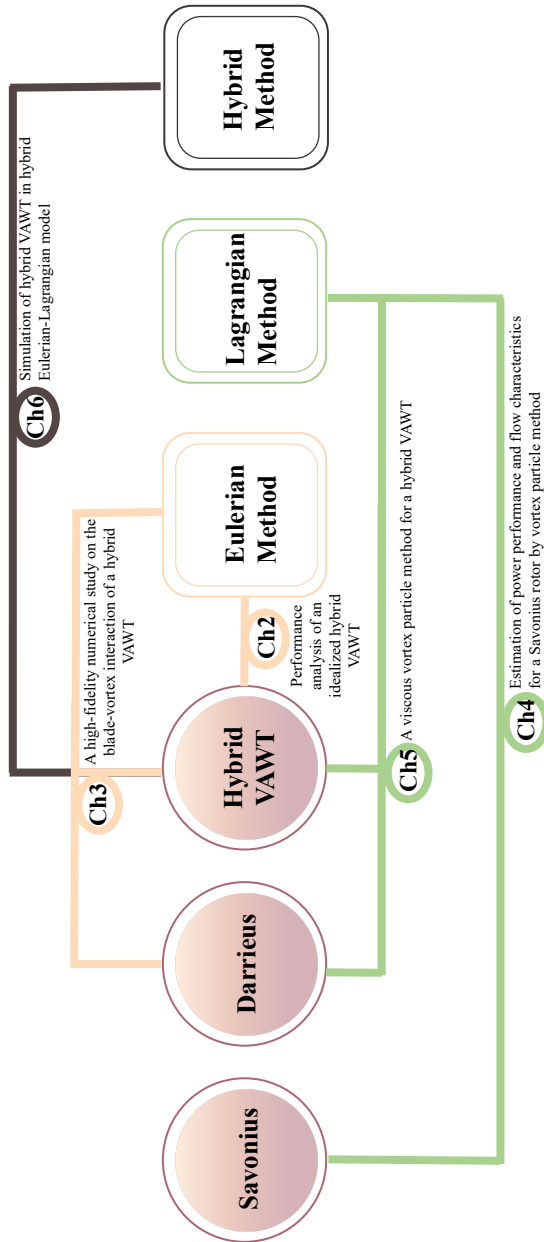 Ch6
Simulation of hybrid VAWT in hybrid
Eulerian-Lagrangian model
Ch3
A high-fidelity numerical study on the
blade-vortex interaction of a hybrid
VAWT
Savonius
Darrieus
Hybrid
VAWT
Ch2
Performance
analysis of an
idealized hybrid
VAWT
Eulerian
Method
Lagrangian
Method
Hybrid
Method
Ch5
A viscous vortex particle method for a hybrid VAWT
Ch4
Estimation of power performance and flow characteristics
for a Savonius rotor by vortex particle method